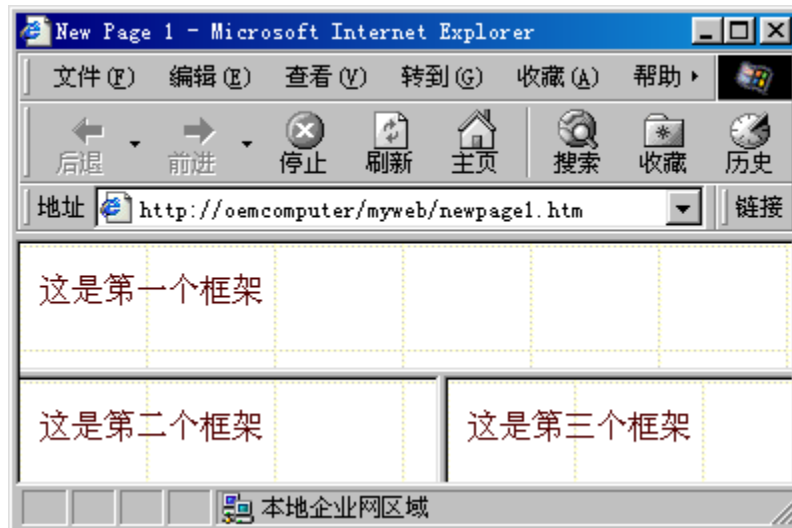 New Page 1 - Microsoft Internet Explorer
文件(F) 编辑(E) 查看(V) 转到(G) 收藏(A) 帮助
后退 前进 停止 刷新 主页 搜索 收藏 历史
地址 http://oemcomputer/myweb/newpage1.htm 链接
这是第一个框架
这是第二个框架 这是第三个框架
本地企业网区域